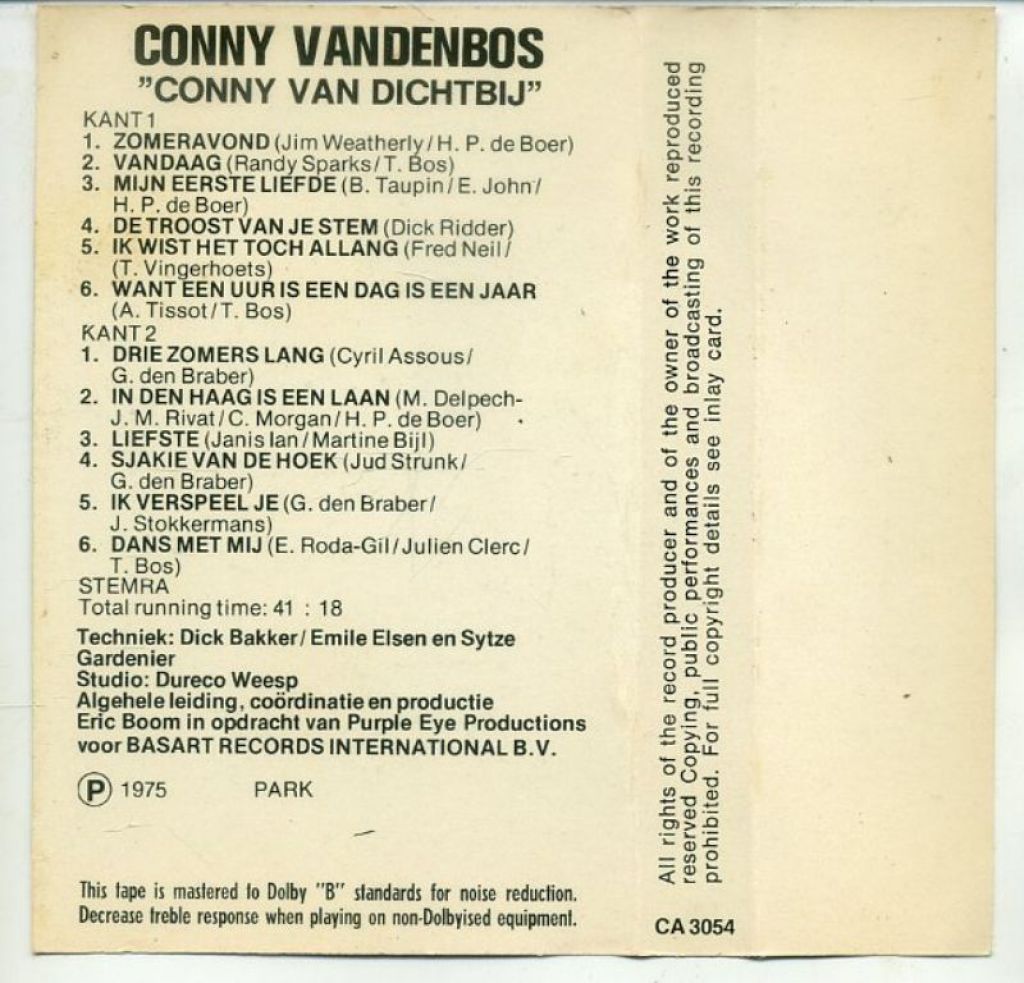 CONNY VANDENBOS
"CONNY VAN DICHTBIJ"
KANT 1
1. ZOMERAVOND (Jim Weatherly/H. P. de Boer)
2. VANDAAG (Randy Sparks/T. Bos)
3. MIJN EERSTE LIEFDE (B. Taupin/E. John/
H. P. de Boer)
4. DE TROOST VAN JE STEM (Dick Ridder)
5. IK WIST HET TOCH ALLANG (Fred Neil/
(T. Vingerhoets)
6. WANT EEN UUR IS EEN DAG IS EEN JAAR
(A. Tissot/T. Bos)
KANT 2
1. DRIE ZOMERS LANG (Cyril Assous/
G. den Braber)
2. IN DEN HAAG IS EEN LAAN (M. Delpech-
J. M. Rivat/C. Morgan/H. P. de Boer)
3. LIEFSTE (Janis Ian/Martine Bijl)
4. SJAKIE VAN DE HOEK (Jud Strunk/
G. den Braber)
5. IK VERSPEEL JE (G. den Braber/
J. Stokkermans)
6. DANS MET MIJ (E. Roda-Gil/Julien Clerc/
T. Bos)
STEMRA
Total running time: 41 : 18
Techniek: Dick Bakker/Emile Elsen en Sytze
Gardenier
Studio: Dureco Weesp
Algehele leiding, coördinatie en productie
Eric Boom in opdracht van Purple Eye Productions
voor BASART RECORDS INTERNATIONAL B.V.
Ⓟ 1975 PARK
This tape is mastered to Dolby "B" standards for noise reduction.
Decrease treble response when playing on non-Dolbyised equipment.
All rights of the record producer and of the owner of the work reproduced
reserved Copying, public performances and broadcasting of this recording
prohibited. For full copyright details see inlay card.
CA 3054